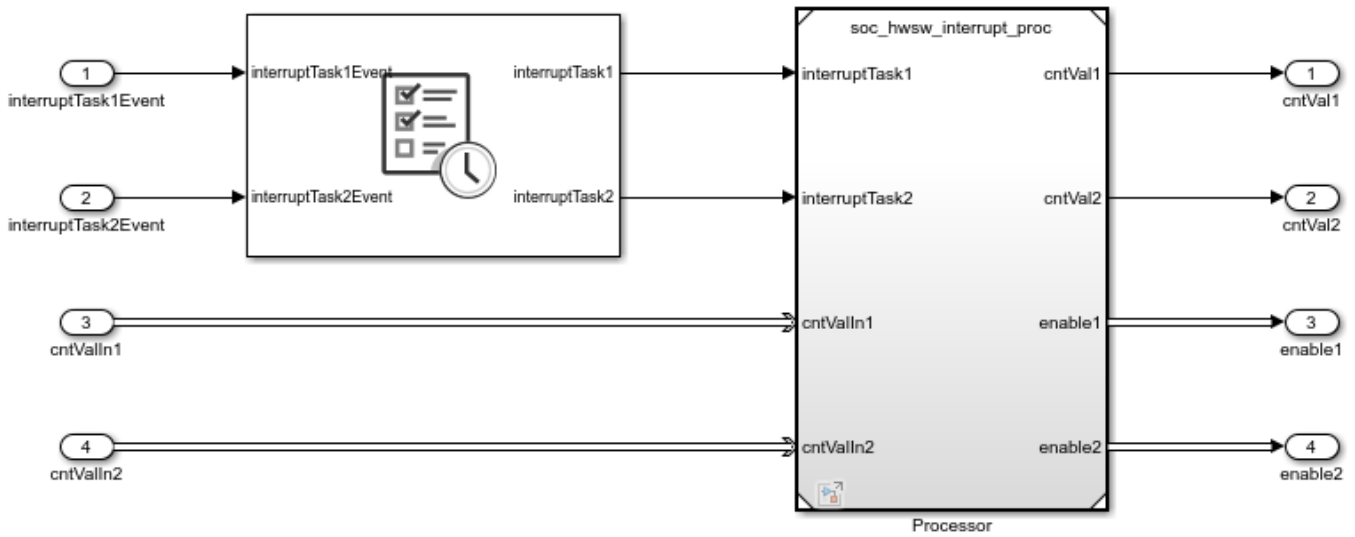 soc_hwsw_interrupt_proc
1
interruptTask1Event
interruptTask1Event
interruptTask1
interruptTask1
cntVal1
1
cntVal1
2
interruptTask2Event
interruptTask2Event
interruptTask2
interruptTask2
cntVal2
2
cntVal2
3
cntValIn1
cntValIn1
enable1
3
enable1
4
cntValIn2
cntValIn2
enable2
4
enable2
Processor